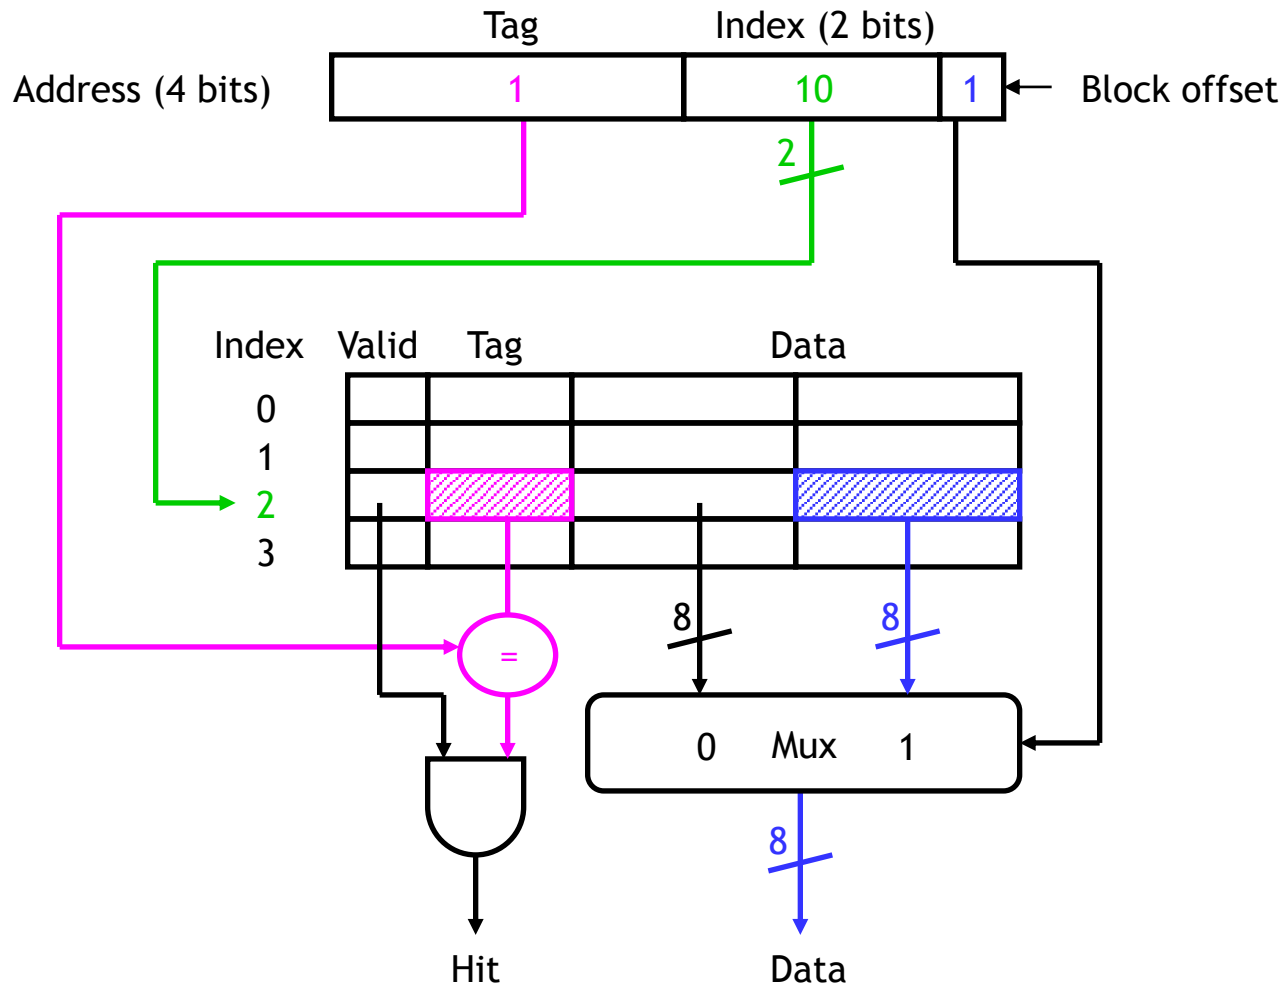 Tag Index (2 bits)
Address (4 bits) 1 10 1 Block offset
2
Index Valid Tag Data
0
1
2
3
8 8
=
0 Mux 1
8
Hit Data